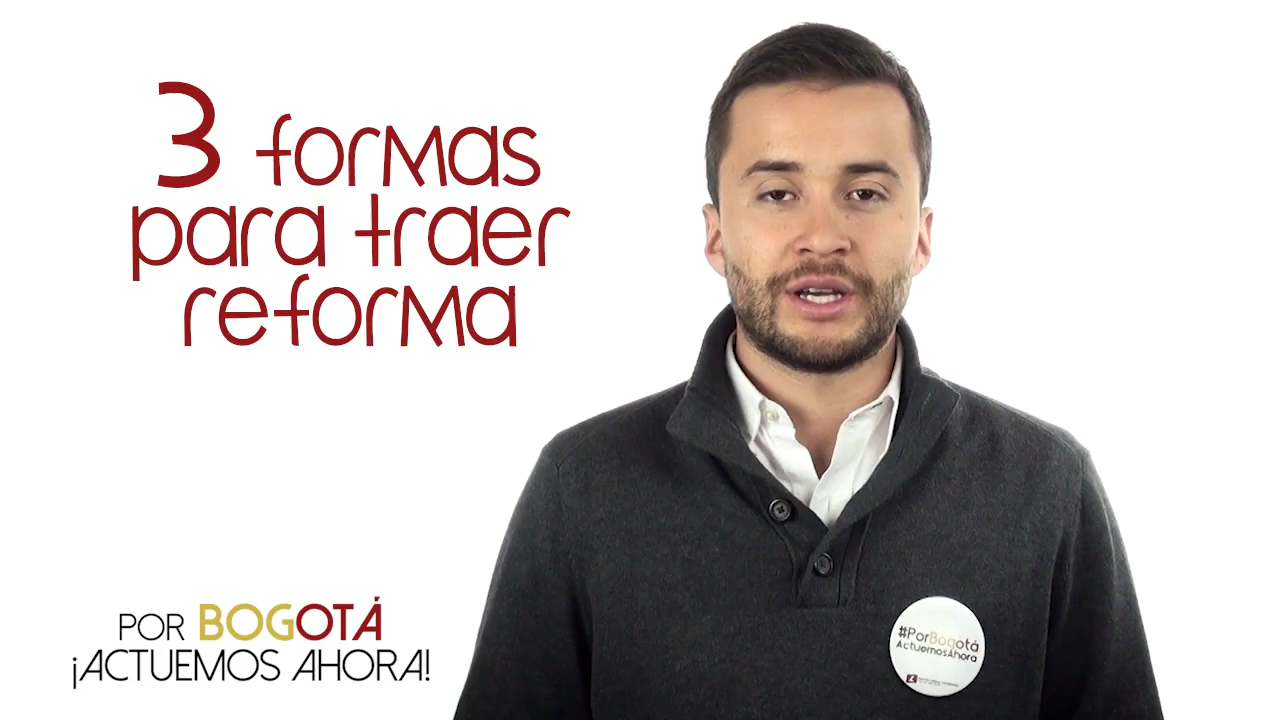 3 formas
para traer
reforma
POR BOGOTÁ
¡ACTUEMOS AHORA!
#PorBogotá
ActuemosAhora